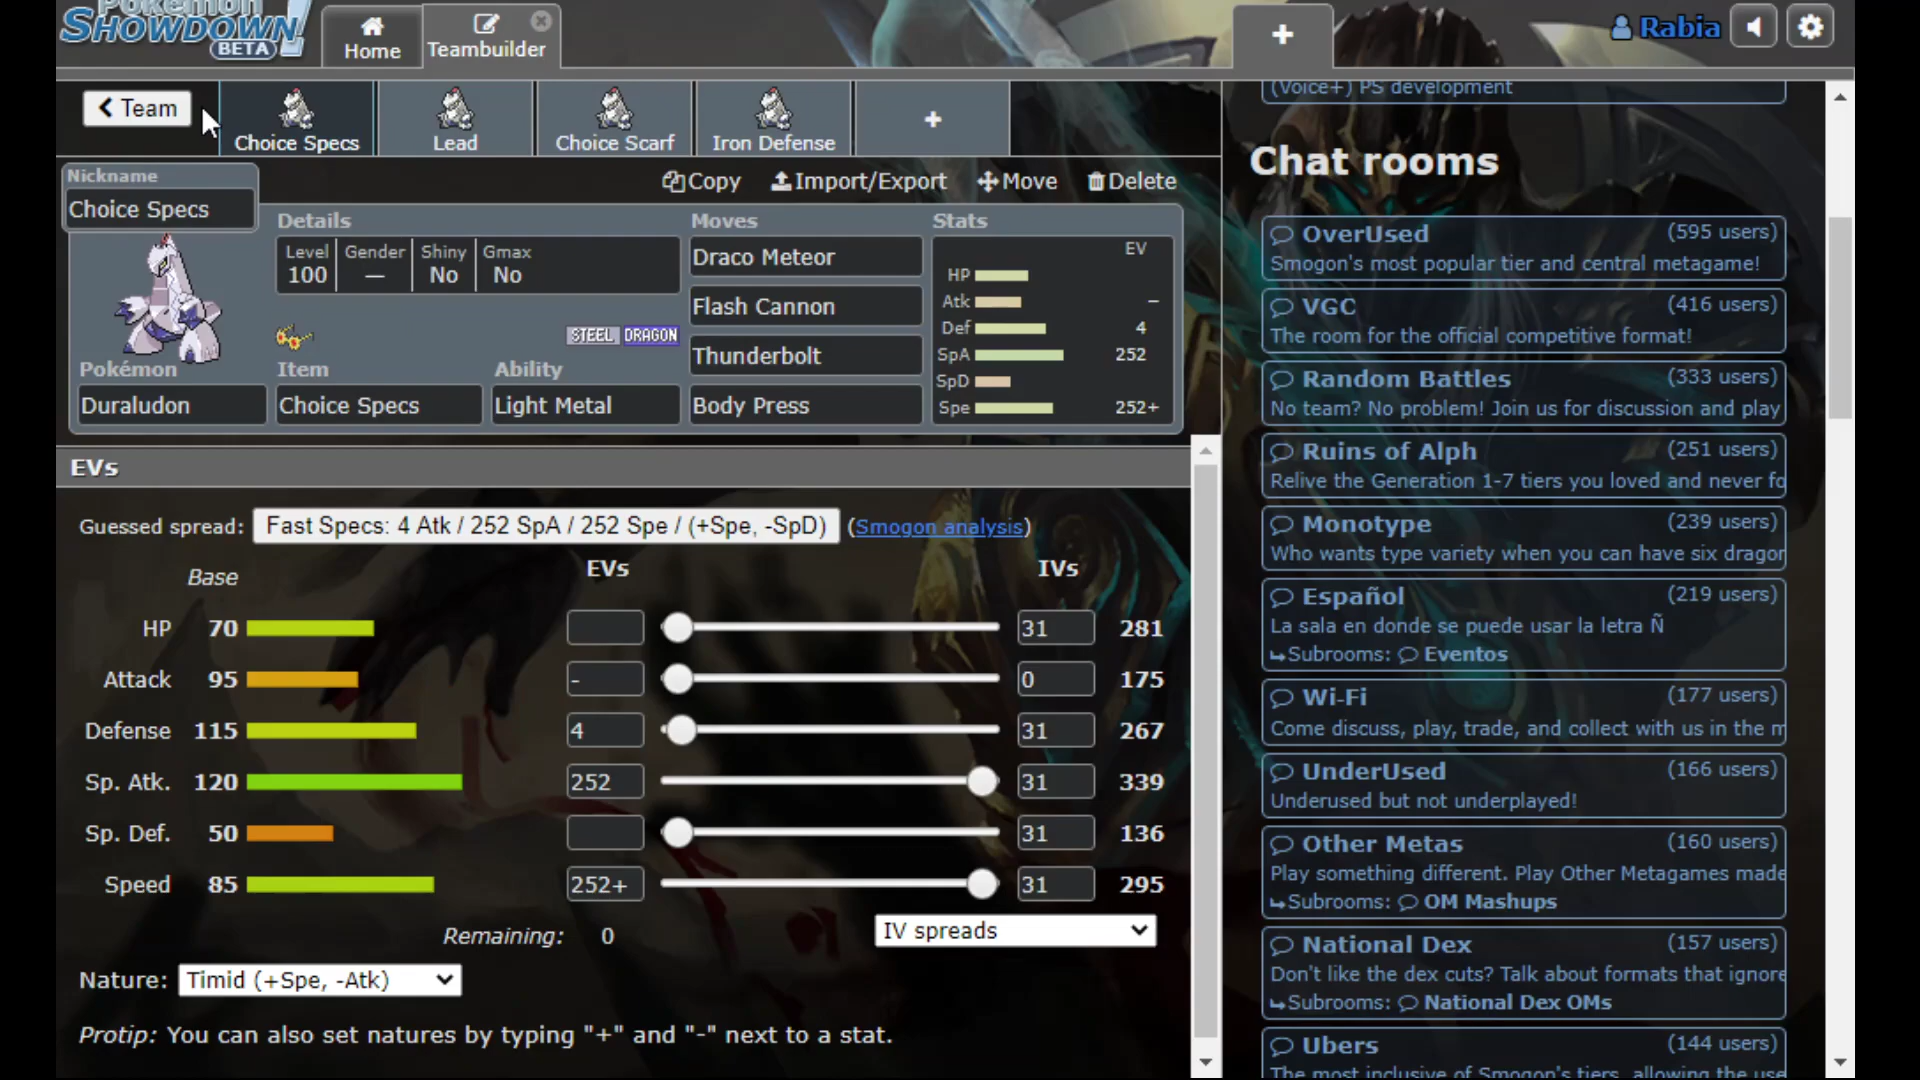 Pokémon
SHOWDOWN!
BETA
Home
Teambuilder
+
Rabia
Team
Choice Specs
Lead
Choice Scarf
Iron Defense
+
Nickname
Choice Specs
Copy
Import/Export
Move
Delete
Details
Level
100
Gender
—
Shiny
No
Gmax
No
STEEL
DRAGON
Pokémon
Duraludon
Item
Choice Specs
Ability
Light Metal
Moves
Draco Meteor
Flash Cannon
Thunderbolt
Body Press
Stats
EV
HP
Atk –
Def 4
SpA 252
SpD
Spe 252+
EVs
Guessed spread: Fast Specs: 4 Atk / 252 SpA / 252 Spe / (+Spe, -SpD) (Smogon analysis)
Base EVs IVs
HP 70 31 281
Attack 95 - 0 175
Defense 115 4 31 267
Sp. Atk. 120 252 31 339
Sp. Def. 50 31 136
Speed 85 252+ 31 295
Remaining: 0
IV spreads
Nature: Timid (+Spe, -Atk)
Protip: You can also set natures by typing "+" and "-" next to a stat.
(Voice+) PS development
Chat rooms
OverUsed (595 users)
Smogon's most popular tier and central metagame!
VGC (416 users)
The room for the official competitive format!
Random Battles (333 users)
No team? No problem! Join us for discussion and play
Ruins of Alph (251 users)
Relive the Generation 1-7 tiers you loved and never fo
Monotype (239 users)
Who wants type variety when you can have six dragon
Español (219 users)
La sala en donde se puede usar la letra Ñ
↳Subrooms: Eventos
Wi-Fi (177 users)
Come discuss, play, trade, and collect with us in the m
UnderUsed (166 users)
Underused but not underplayed!
Other Metas (160 users)
Play something different. Play Other Metagames made
↳Subrooms: OM Mashups
National Dex (157 users)
Don't like the dex cuts? Talk about formats that ignore
↳Subrooms: National Dex OMs
Ubers (144 users)
The most inclusive of Smogon's tiers, allowing the use